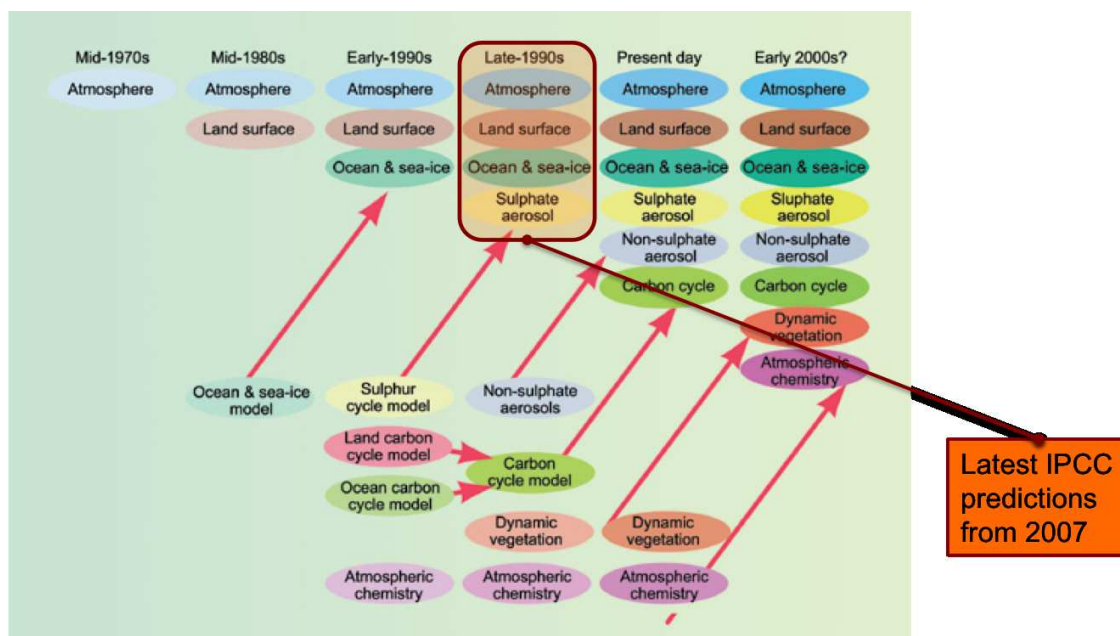 Mid-1970s
Mid-1980s
Early-1990s
Late-1990s
Present day
Early 2000s?
Atmosphere
Atmosphere
Atmosphere
Atmosphere
Atmosphere
Atmosphere
Land surface
Land surface
Land surface
Land surface
Land surface
Ocean & sea-ice
Ocean & sea-ice
Ocean & sea-ice
Ocean & sea-ice
Sulphate
aerosol
Sulphate
aerosol
Sluphate
aerosol
Non-sulphate
aerosol
Non-sulphate
aerosol
Carbon cycle
Carbon cycle
Dynamic
vegetation
Atmospheric
chemistry
Ocean & sea-ice
model
Sulphur
cycle model
Non-sulphate
aerosols
Land carbon
cycle model
Carbon
cycle model
Ocean carbon
cycle model
Dynamic
vegetation
Dynamic
vegetation
Atmospheric
chemistry
Atmospheric
chemistry
Atmospheric
chemistry
Latest IPCC
predictions
from 2007